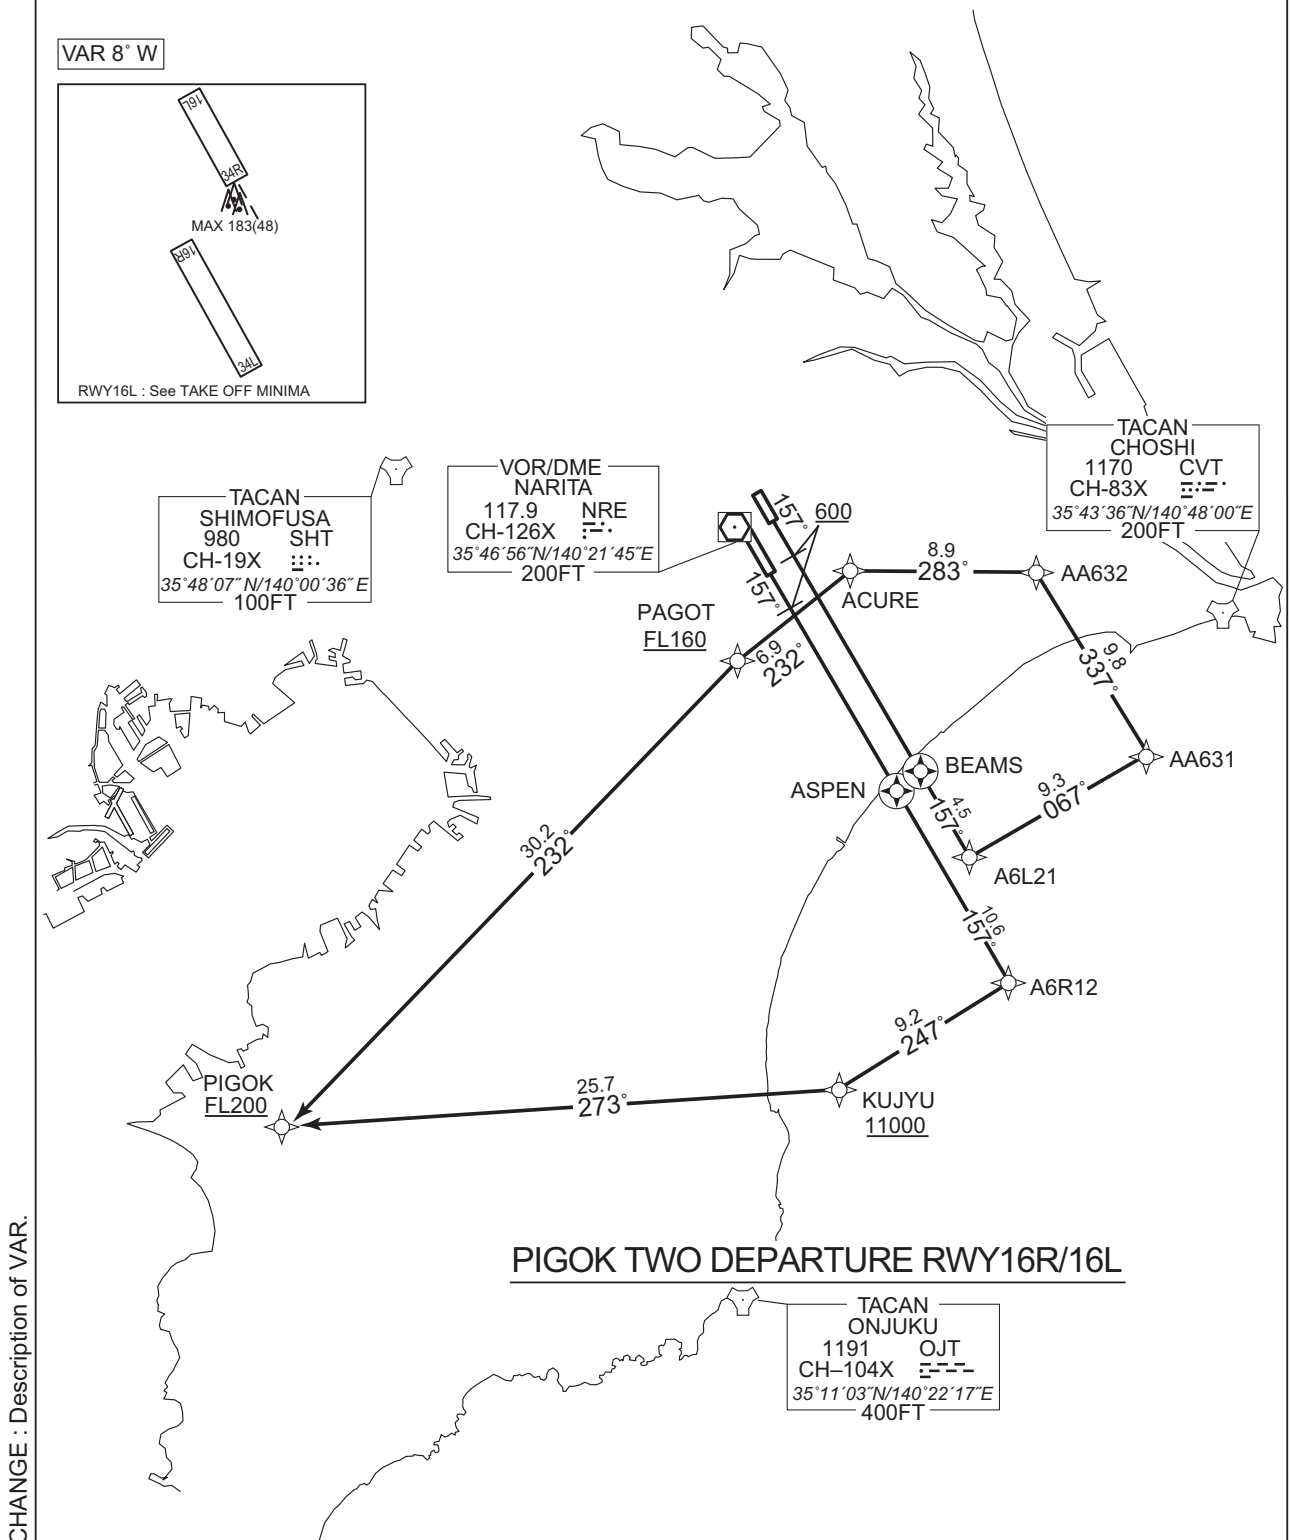 VAR 8° W
16L
34R
MAX 183(48)
16R
34L
RWY16L : See TAKE OFF MINIMA
TACAN
CHOSHI
1170 CVT
CH-83X
35°43´36˝N/140°48´00˝E
200FT
TACAN
SHIMOFUSA
980 SHT
CH-19X
35°48´07˝ N/140°00´36˝ E
100FT
VOR/DME
NARITA
117.9 NRE
CH-126X
35°46´56˝N/140°21´45˝E
200FT
157°
600
157°
8.9
283°
AA632
ACURE
PAGOT
FL160
6.9
232°
9.8
337°
BEAMS
AA631
ASPEN
4.5
157°
9.3
067°
30.2
232°
A6L21
10.6
157°
A6R12
9.2
247°
PIGOK
FL200
25.7
273°
KUJYU
11000
PIGOK TWO DEPARTURE RWY16R/16L
TACAN
ONJUKU
1191 OJT
CH–104X
35°11´03˝N/140°22´17˝E
400FT
CHANGE : Description of VAR.